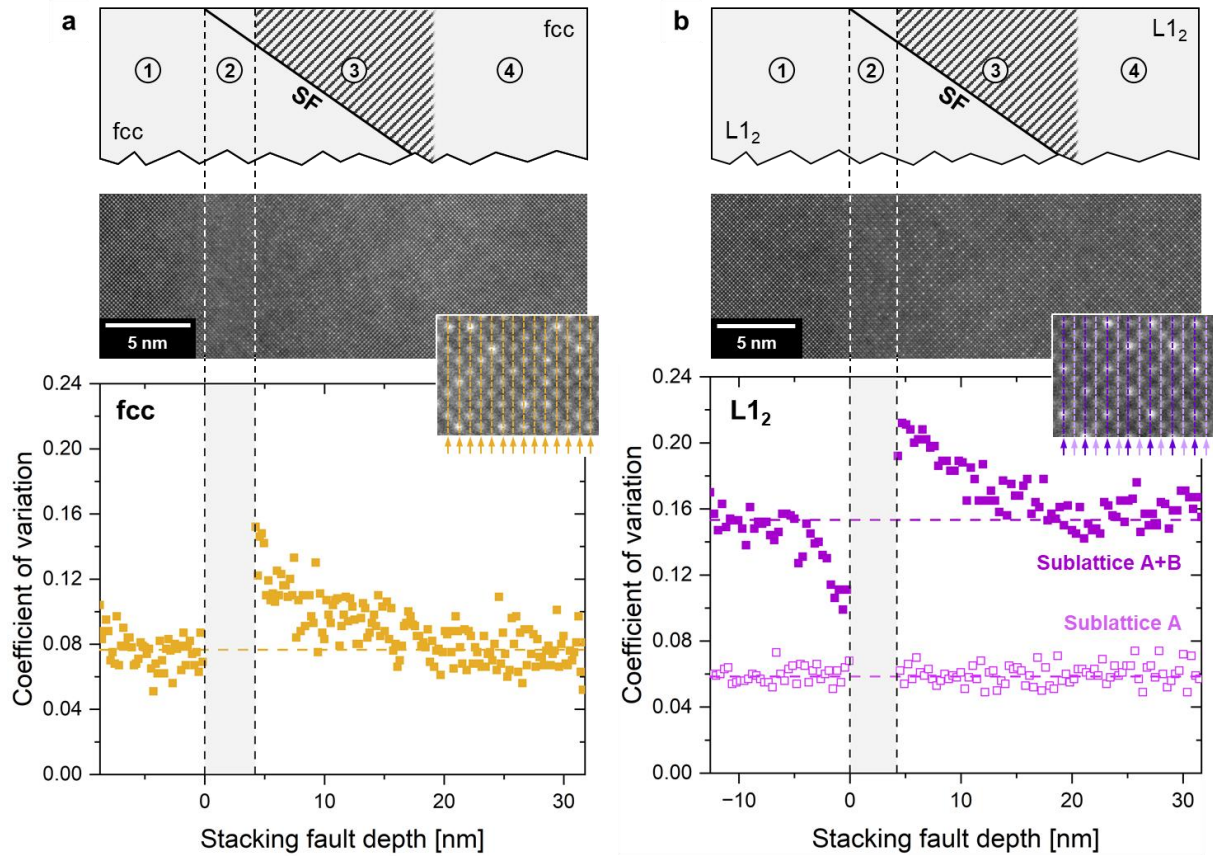 a
fcc
① ② ③ ④
SF
fcc
5 nm
fcc
0.24
0.20
0.16
0.12
0.08
0.04
0.00
Coefficient of variation
0 10 20 30
Stacking fault depth [nm]
b
L1₂
① ② ③ ④
SF
L1₂
5 nm
L1₂
0.24
0.20
0.16
0.12
0.08
0.04
0.00
Coefficient of variation
Sublattice A+B
Sublattice A
−10 0 10 20 30
Stacking fault depth [nm]